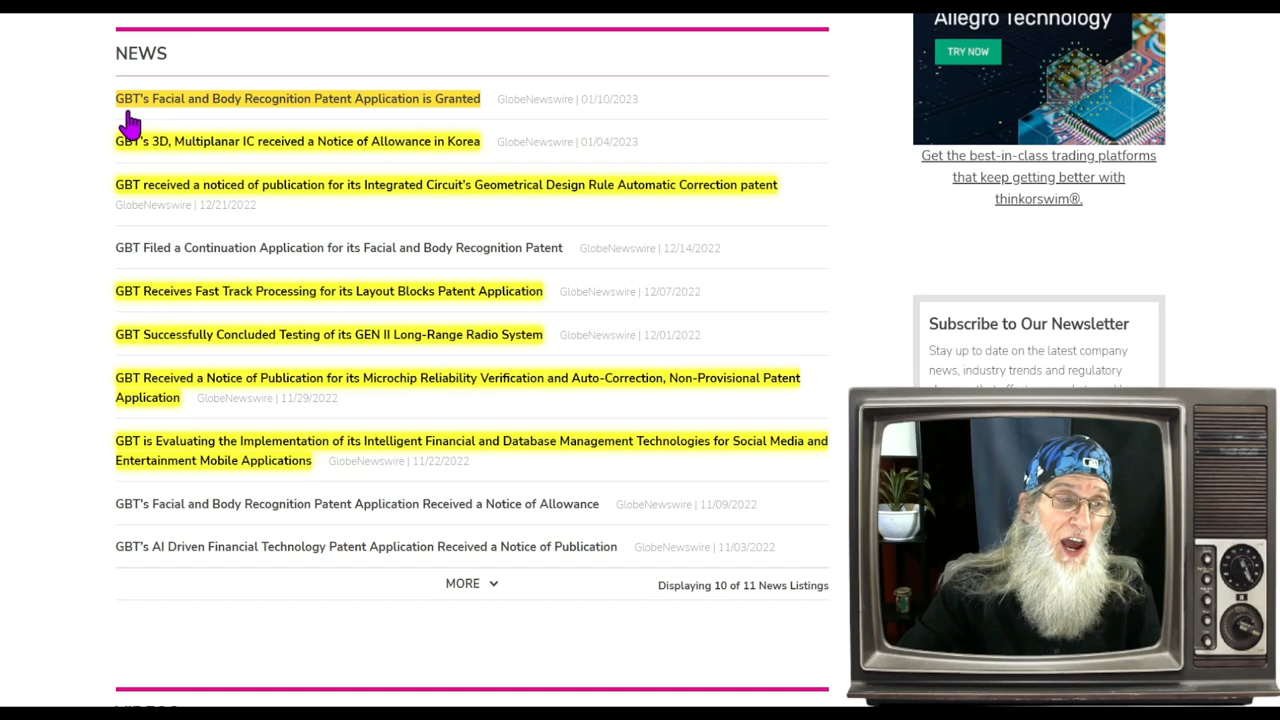 NEWS
GBT's Facial and Body Recognition Patent Application is Granted GlobeNewswire | 01/10/2023
GBT's 3D, Multiplanar IC received a Notice of Allowance in Korea GlobeNewswire | 01/04/2023
GBT received a noticed of publication for its Integrated Circuit's Geometrical Design Rule Automatic Correction patent
GlobeNewswire | 12/21/2022
GBT Filed a Continuation Application for its Facial and Body Recognition Patent GlobeNewswire | 12/14/2022
GBT Receives Fast Track Processing for its Layout Blocks Patent Application GlobeNewswire | 12/07/2022
GBT Successfully Concluded Testing of its GEN II Long-Range Radio System GlobeNewswire | 12/01/2022
GBT Received a Notice of Publication for its Microchip Reliability Verification and Auto-Correction, Non-Provisional Patent
Application GlobeNewswire | 11/29/2022
GBT is Evaluating the Implementation of its Intelligent Financial and Database Management Technologies for Social Media and
Entertainment Mobile Applications GlobeNewswire | 11/22/2022
GBT's Facial and Body Recognition Patent Application Received a Notice of Allowance GlobeNewswire | 11/09/2022
GBT's AI Driven Financial Technology Patent Application Received a Notice of Publication GlobeNewswire | 11/03/2022
MORE Displaying 10 of 11 News Listings
Allegro Technology
TRY NOW
Get the best-in-class trading platforms
that keep getting better with
thinkorswim®.
Subscribe to Our Newsletter
Stay up to date on the latest company
news, industry trends and regulatory